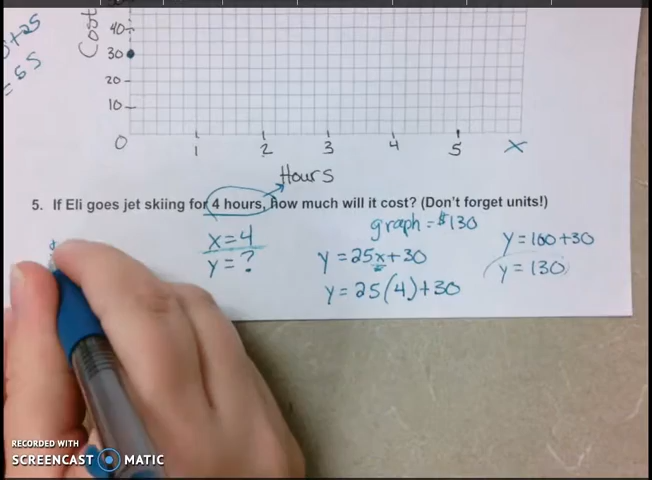 +25
= 55
Cost
40
30
20
10
0
1 2 3 4 5 X
Hours
5. If Eli goes jet skiing for 4 hours, how much will it cost? (Don't forget units!)
graph = $130
x=4
y = ?
y = 25x+30
y = 25(4)+30
y = 100+30
y = 130
RECORDED WITH
SCREENCAST MATIC